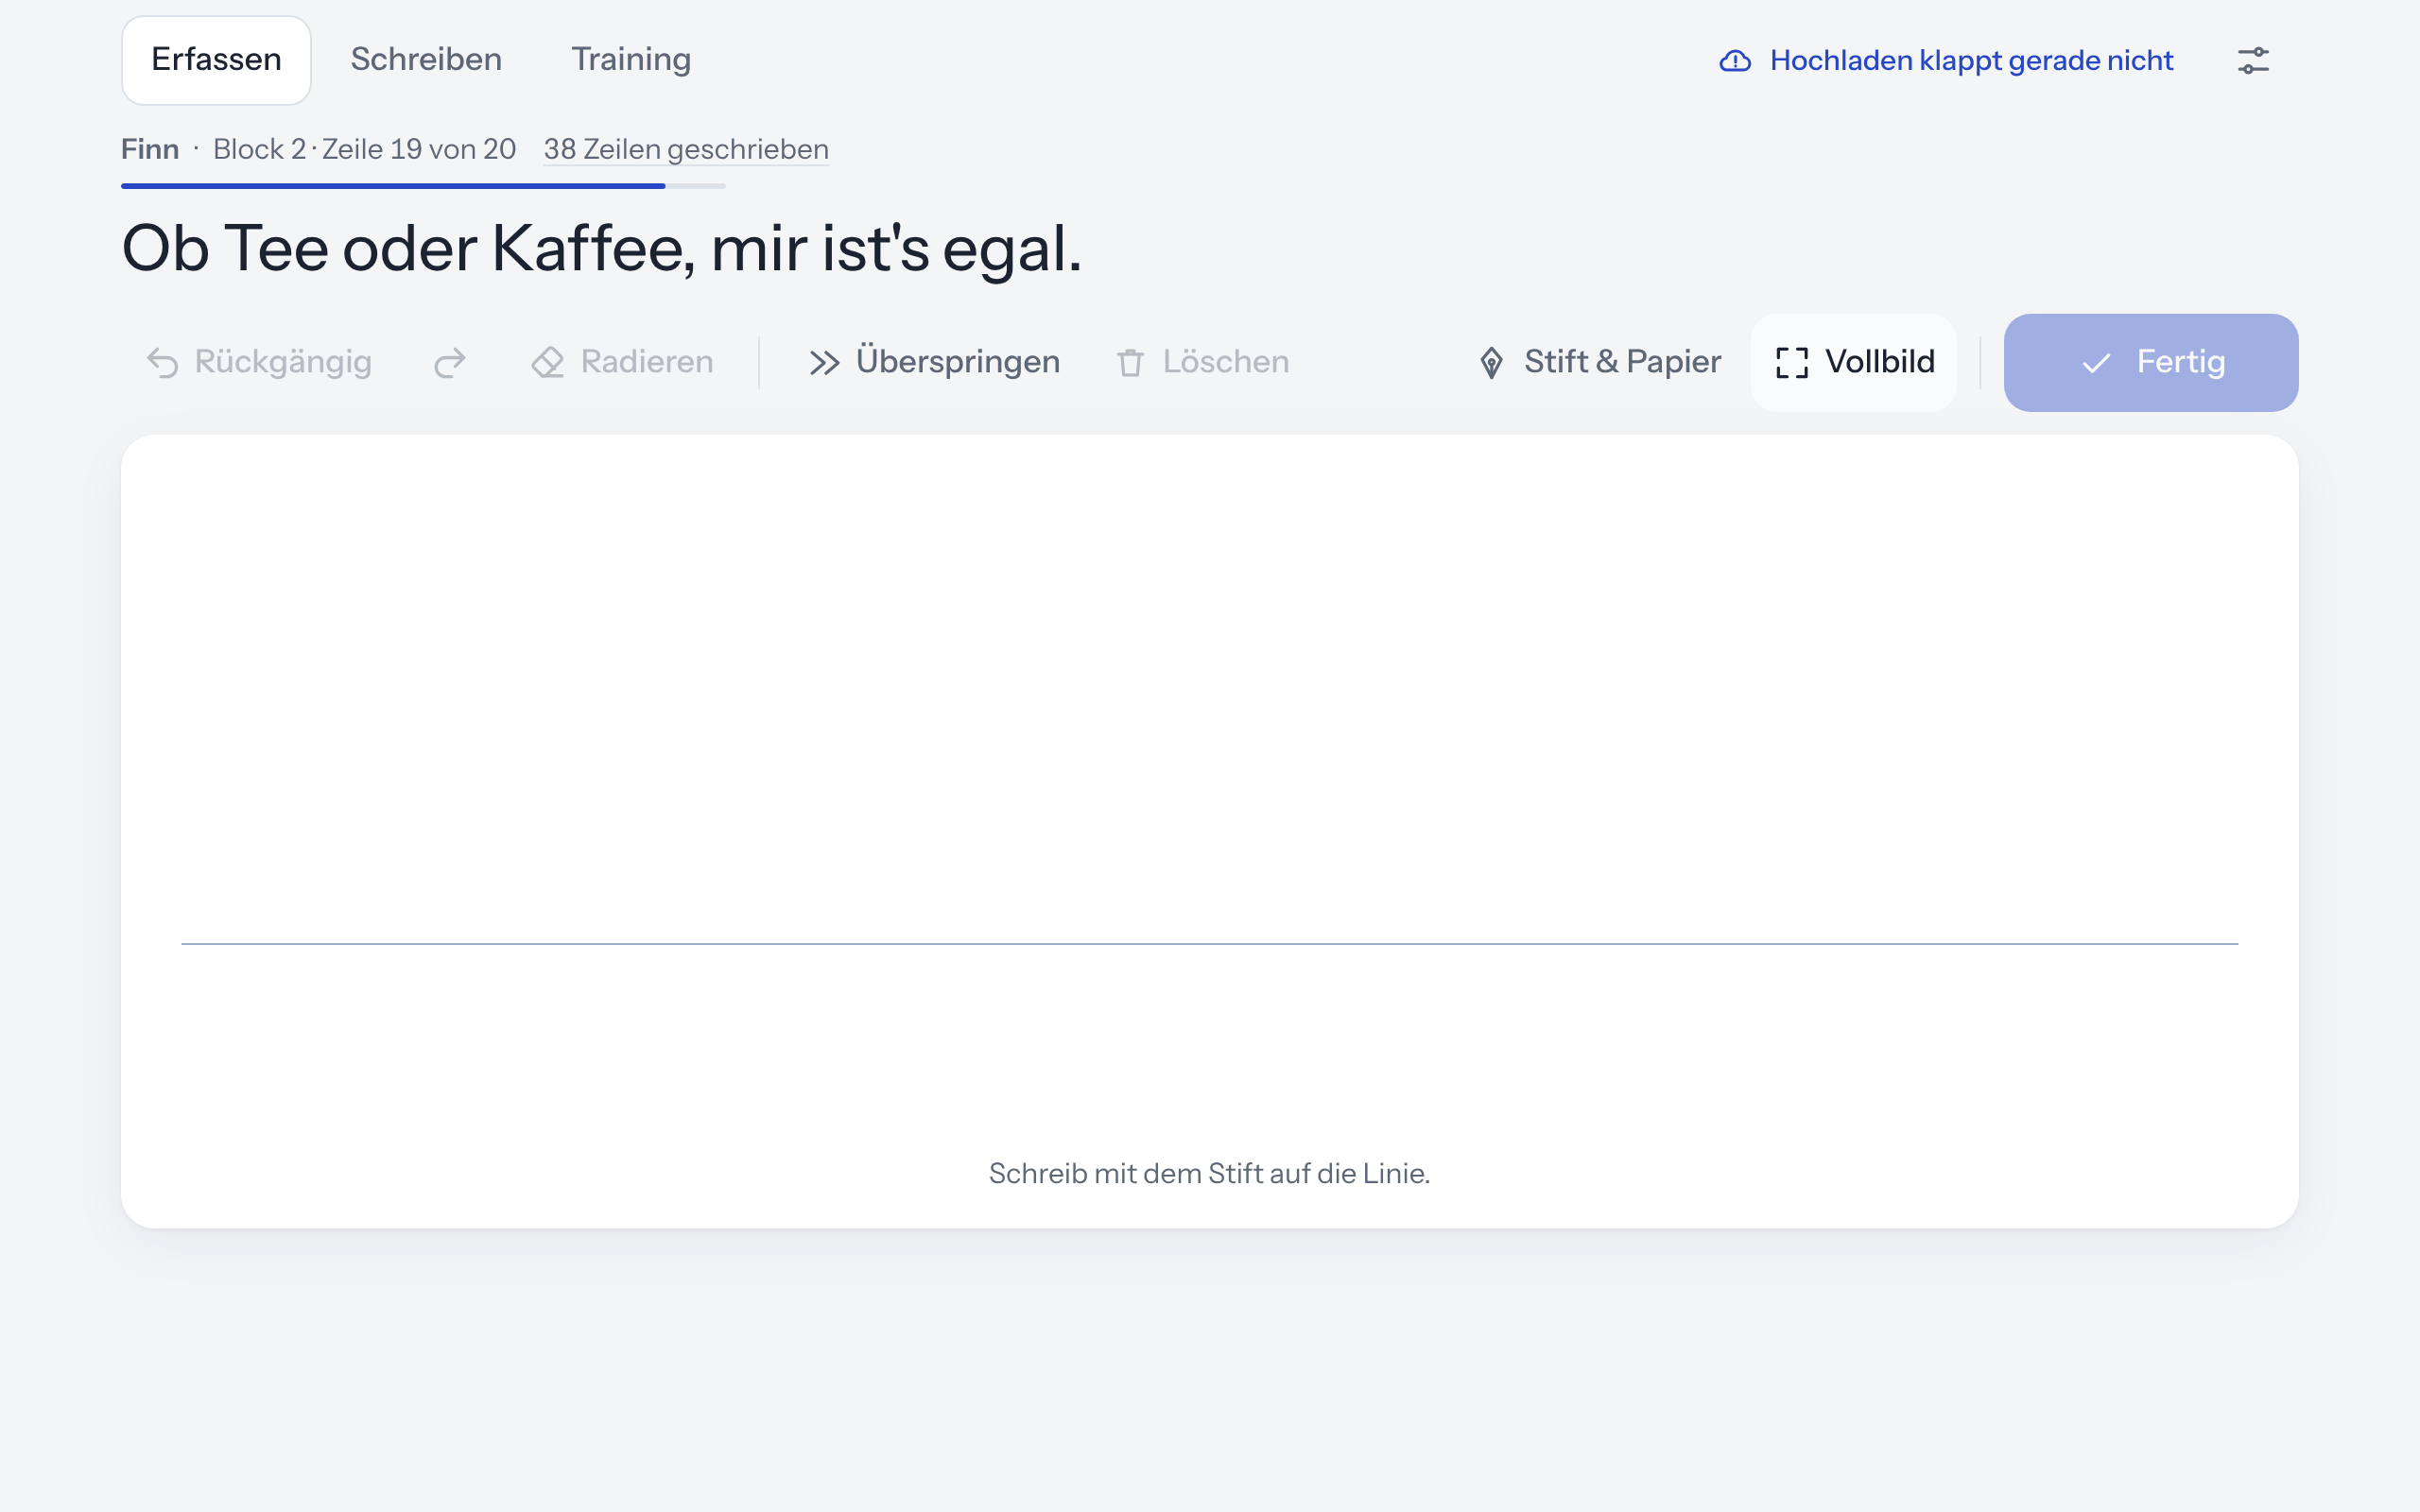 Erfassen Schreiben Training Hochladen klappt gerade nicht
Finn · Block 2 · Zeile 19 von 20 38 Zeilen geschrieben
Ob Tee oder Kaffee, mir ist's egal.
Rückgängig Radieren Überspringen Löschen Stift & Papier Vollbild Fertig
Schreib mit dem Stift auf die Linie.